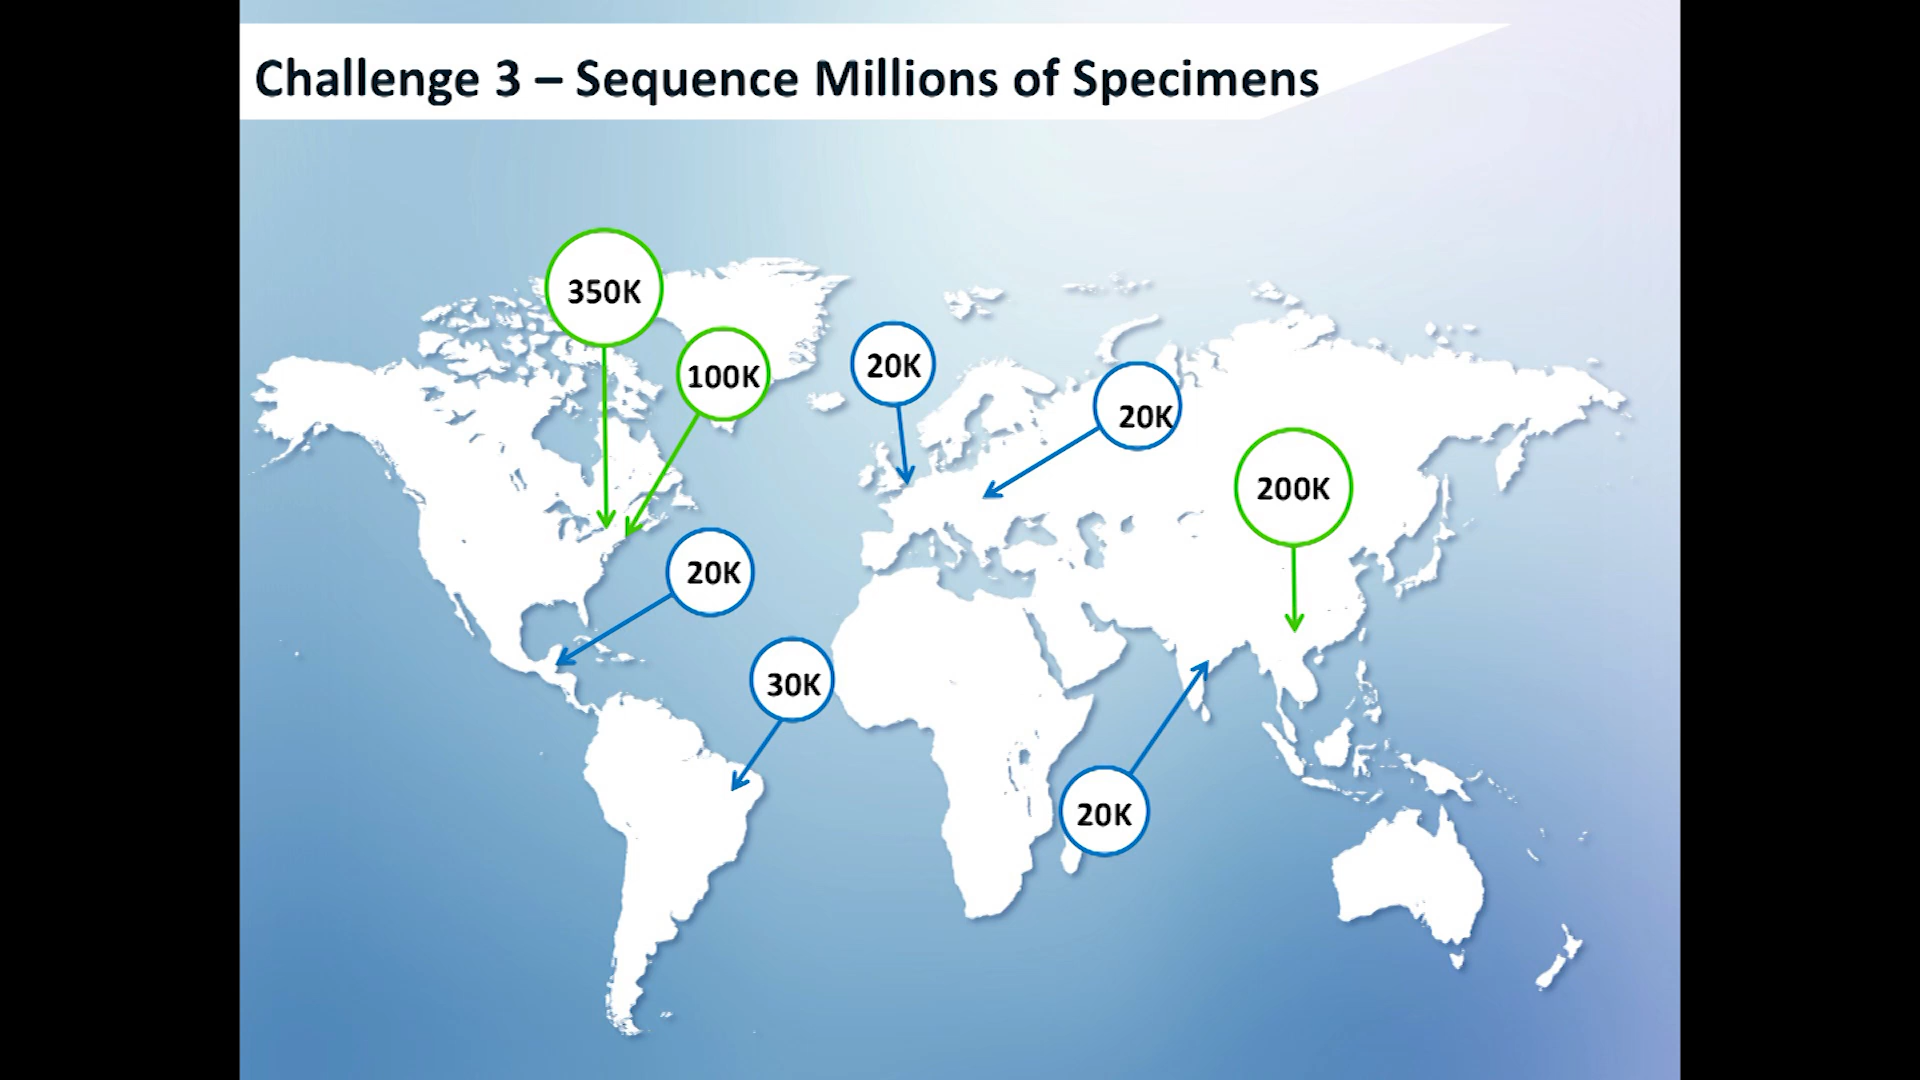 Challenge 3 – Sequence Millions of Specimens
350K
100K
20K
20K
200K
20K
30K
20K